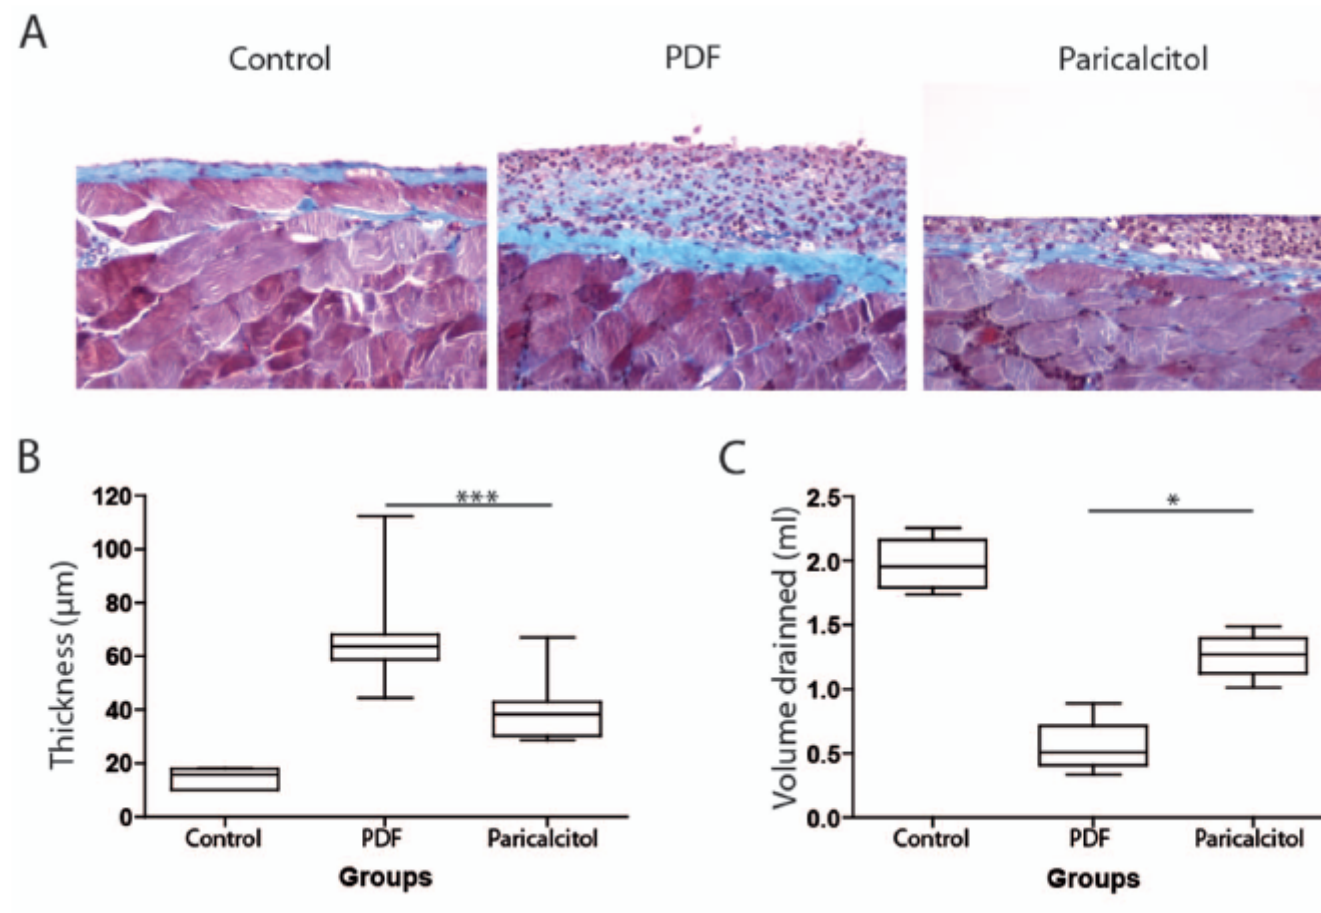 A
Control
PDF
Paricalcitol
B
Thickness (µm)
120
100
80
60
40
20
0
***
Control
PDF
Paricalcitol
Groups
C
Volume drainned (ml)
2.5
2.0
1.5
1.0
0.5
0.0
*
Control
PDF
Paricalcitol
Groups